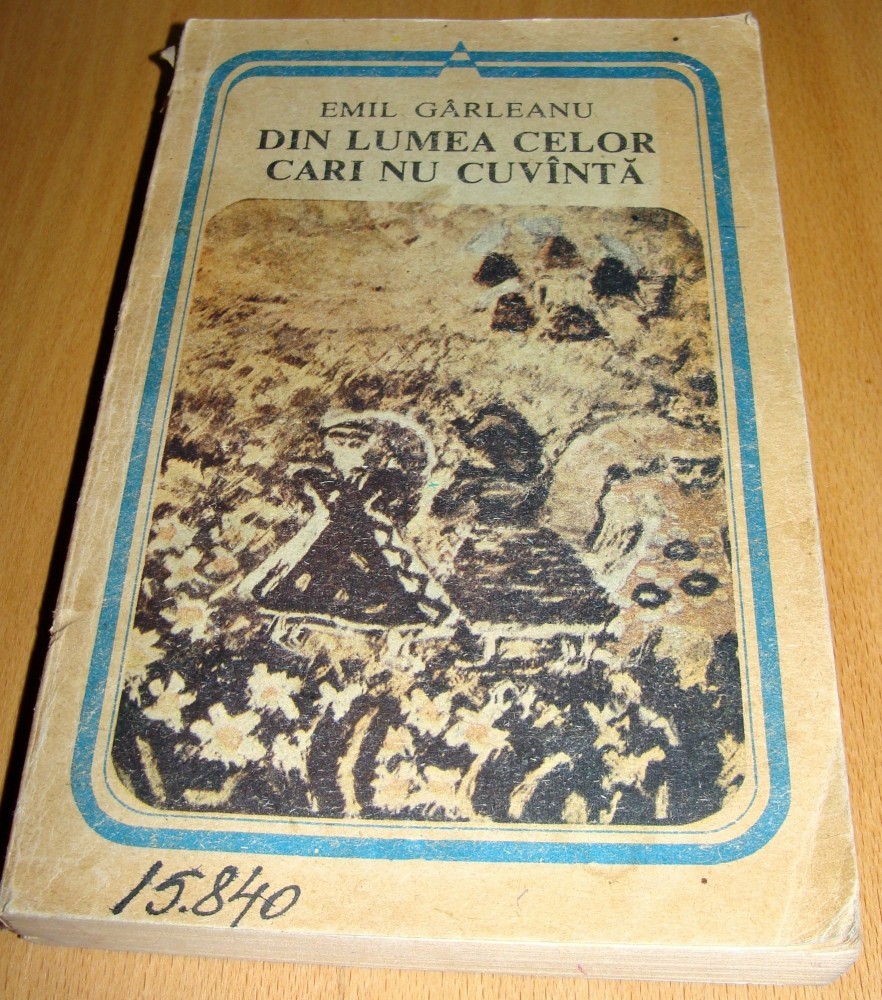 EMIL GÂRLEANU
DIN LUMEA CELOR
CARI NU CUVÎNTĂ
15.840